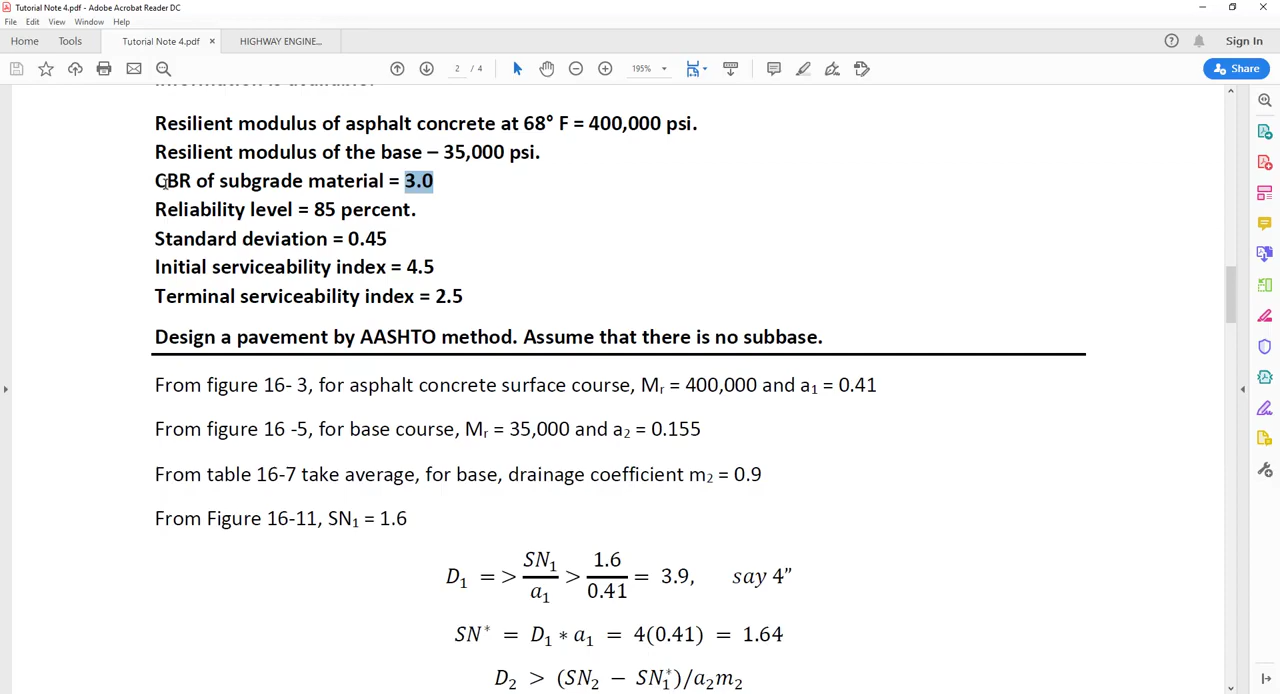 Tutorial Note 4.pdf - Adobe Acrobat Reader DC
File Edit View Window Help
Home Tools Tutorial Note 4.pdf × HIGHWAY ENGINE... Sign In
2 / 4 195% Share
Resilient modulus of asphalt concrete at 68° F = 400,000 psi.
Resilient modulus of the base – 35,000 psi.
CBR of subgrade material = 3.0
Reliability level = 85 percent.
Standard deviation = 0.45
Initial serviceability index = 4.5
Terminal serviceability index = 2.5
Design a pavement by AASHTO method. Assume that there is no subbase.
From figure 16- 3, for asphalt concrete surface course, Mᵣ = 400,000 and a₁ = 0.41
From figure 16 -5, for base course, Mᵣ = 35,000 and a₂ = 0.155
From table 16-7 take average, for base, drainage coefficient m₂ = 0.9
From Figure 16-11, SN₁ = 1.6
D₁ => SN₁/a₁ > 1.6/0.41 = 3.9, say 4”
SN* = D₁ * a₁ = 4(0.41) = 1.64
D₂ > (SN₂ − SN₁*)/a₂m₂